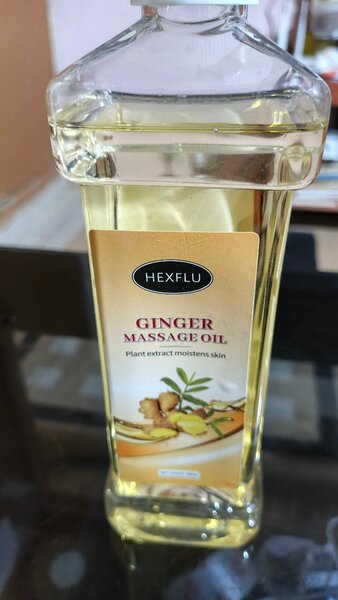 HEXFLU
GINGER
MASSAGE OIL
Plant extract moistens skin